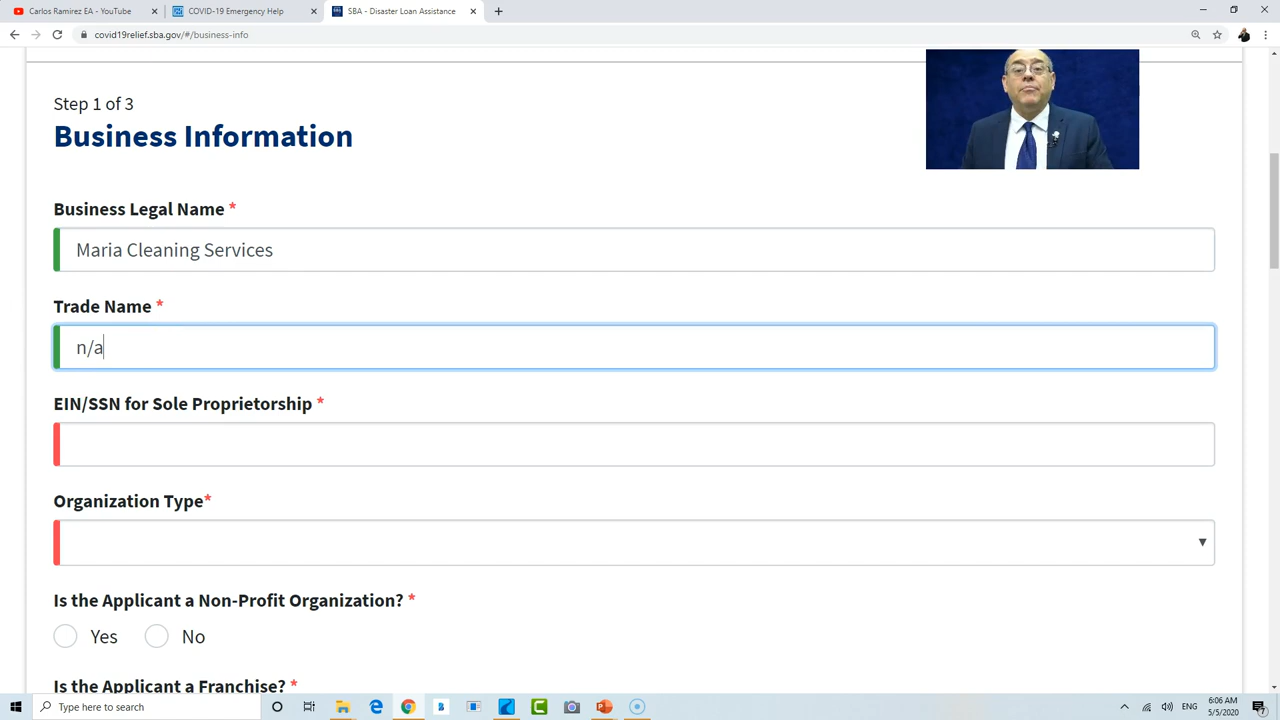 Carlos Ramirez EA - YouTube
COVID-19 Emergency Help
SBA - Disaster Loan Assistance
covid19relief.sba.gov/#/business-info
Step 1 of 3
Business Information
Business Legal Name *
Maria Cleaning Services
Trade Name *
n/a
EIN/SSN for Sole Proprietorship *
Organization Type*
Is the Applicant a Non-Profit Organization? *
Yes No
Is the Applicant a Franchise? *
Type here to search
ENG
6:06 AM
5/5/2020